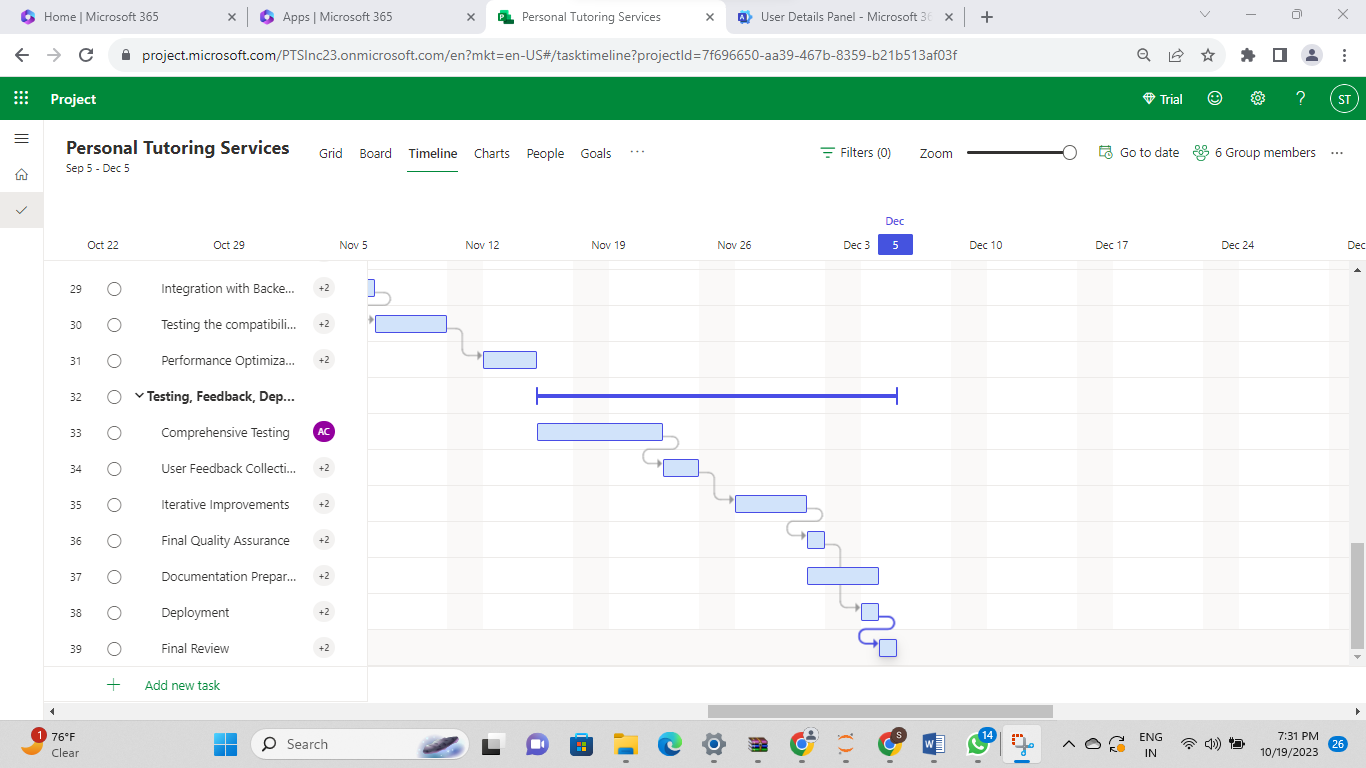 Home | Microsoft 365
Apps | Microsoft 365
Personal Tutoring Services
User Details Panel - Microsoft 36
project.microsoft.com/PTSInc23.onmicrosoft.com/en?mkt=en-US#/tasktimeline?projectId=7f696650-aa39-467b-8359-b21b513af03f
Project
Trial
ST
Personal Tutoring Services
Sep 5 - Dec 5
Grid Board Timeline Charts People Goals ...
Filters (0) Zoom Go to date 6 Group members ...
Dec
Oct 22 Oct 29 Nov 5 Nov 12 Nov 19 Nov 26 Dec 3 5 Dec 10 Dec 17 Dec 24 Dec
29 Integration with Backe... +2
30 Testing the compatibili... +2
31 Performance Optimiza... +2
32 Testing, Feedback, Dep...
33 Comprehensive Testing AC
34 User Feedback Collecti... +2
35 Iterative Improvements +2
36 Final Quality Assurance +2
37 Documentation Prepar... +2
38 Deployment +2
39 Final Review +2
Add new task
1
76°F
Clear
Search
S
14
ENG
IN
7:31 PM
10/19/2023
26